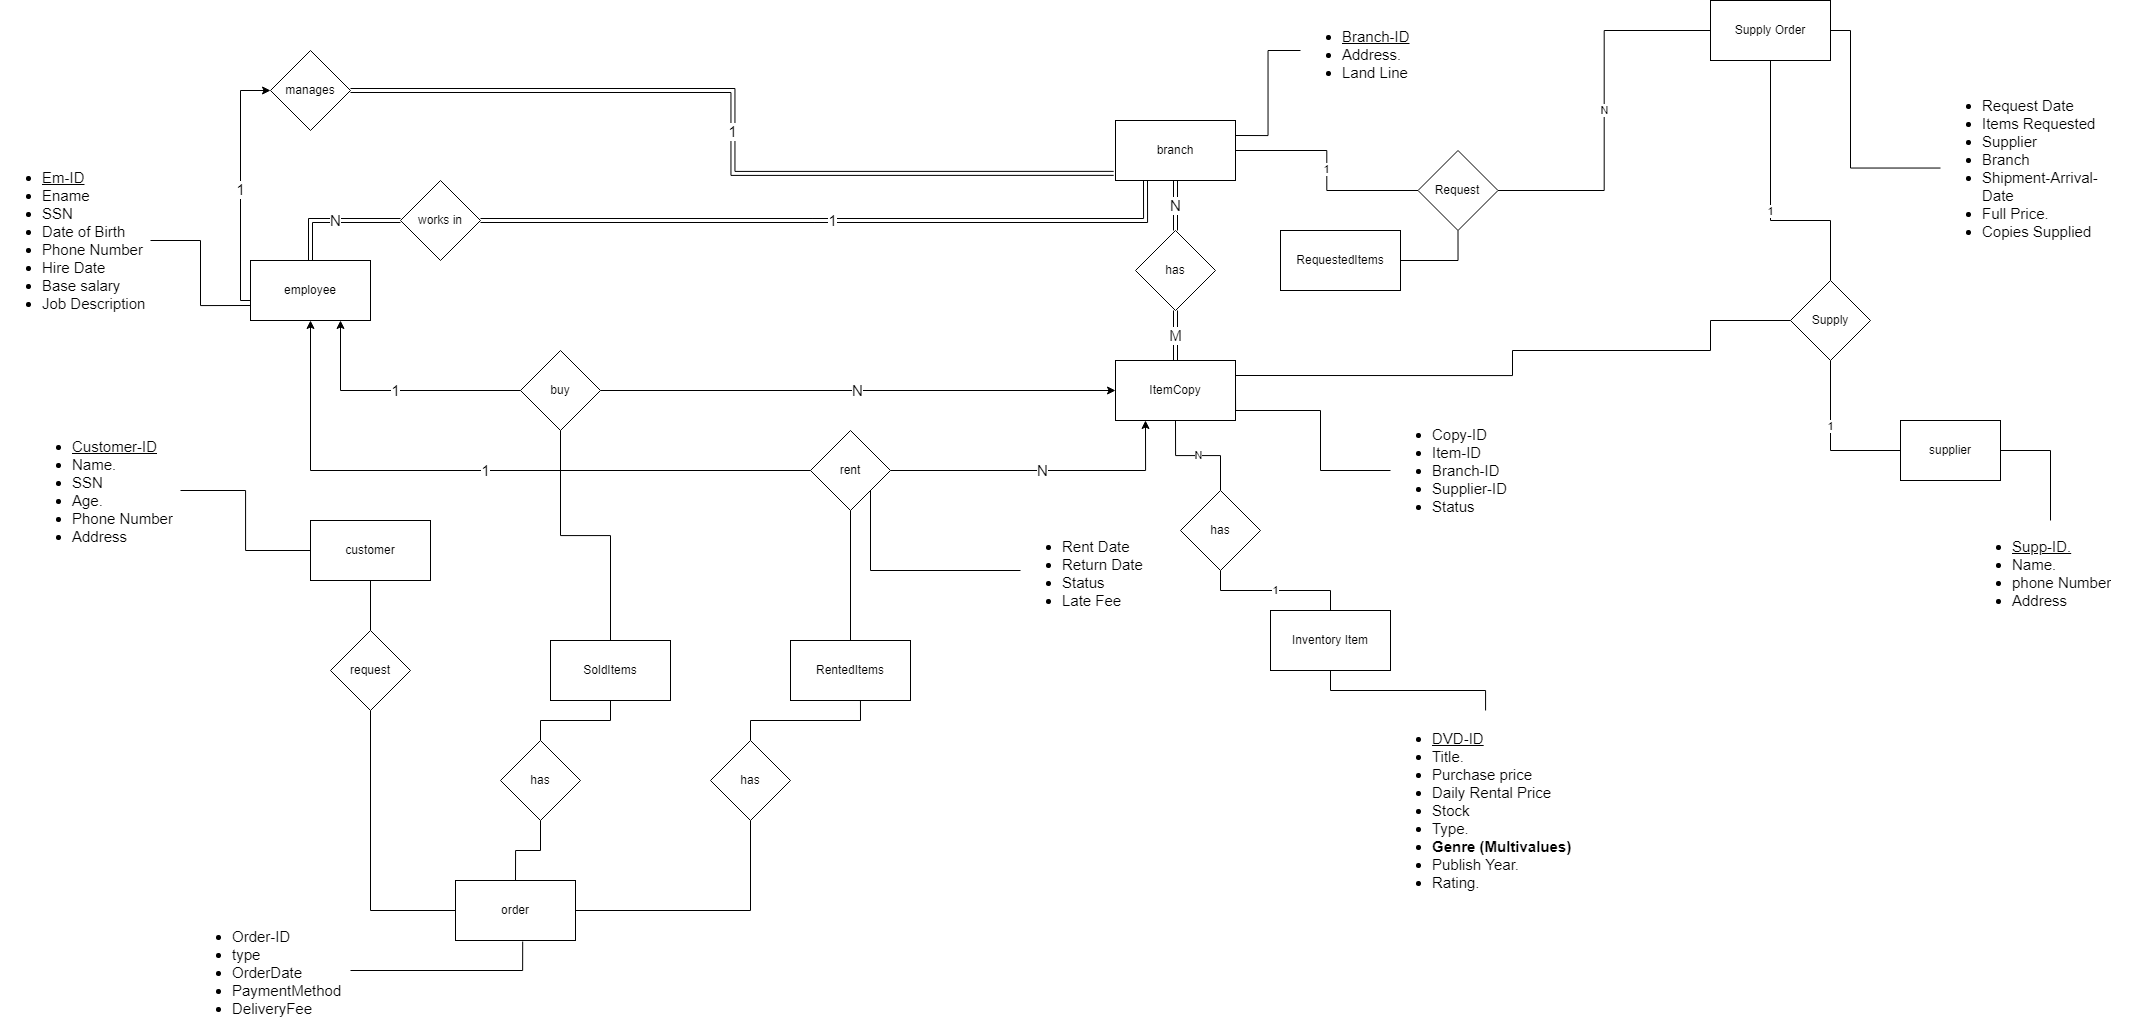 Supply Order
Branch-ID
Address.
Land Line
manages
1
N
Request Date
Items Requested
Supplier
Branch
Shipment-Arrival-
Date
Full Price.
Copies Supplied
branch
1
Request
1
Em-ID
Ename
SSN
Date of Birth
Phone Number
Hire Date
Base salary
Job Description
1
works in
N
1
N
1
RequestedItems
has
employee
Supply
M
buy
1
N
ItemCopy
1
supplier
Copy-ID
Item-ID
Branch-ID
Supplier-ID
Status
Customer-ID
Name.
SSN
Age.
Phone Number
Address
rent
1
N
N
has
customer
Rent Date
Return Date
Status
Late Fee
Supp-ID.
Name.
phone Number
Address
1
Inventory Item
request
SoldItems
RentedItems
DVD-ID
Title.
Purchase price
Daily Rental Price
Stock
Type.
Genre (Multivalues)
Publish Year.
Rating.
has
has
order
Order-ID
type
OrderDate
PaymentMethod
DeliveryFee